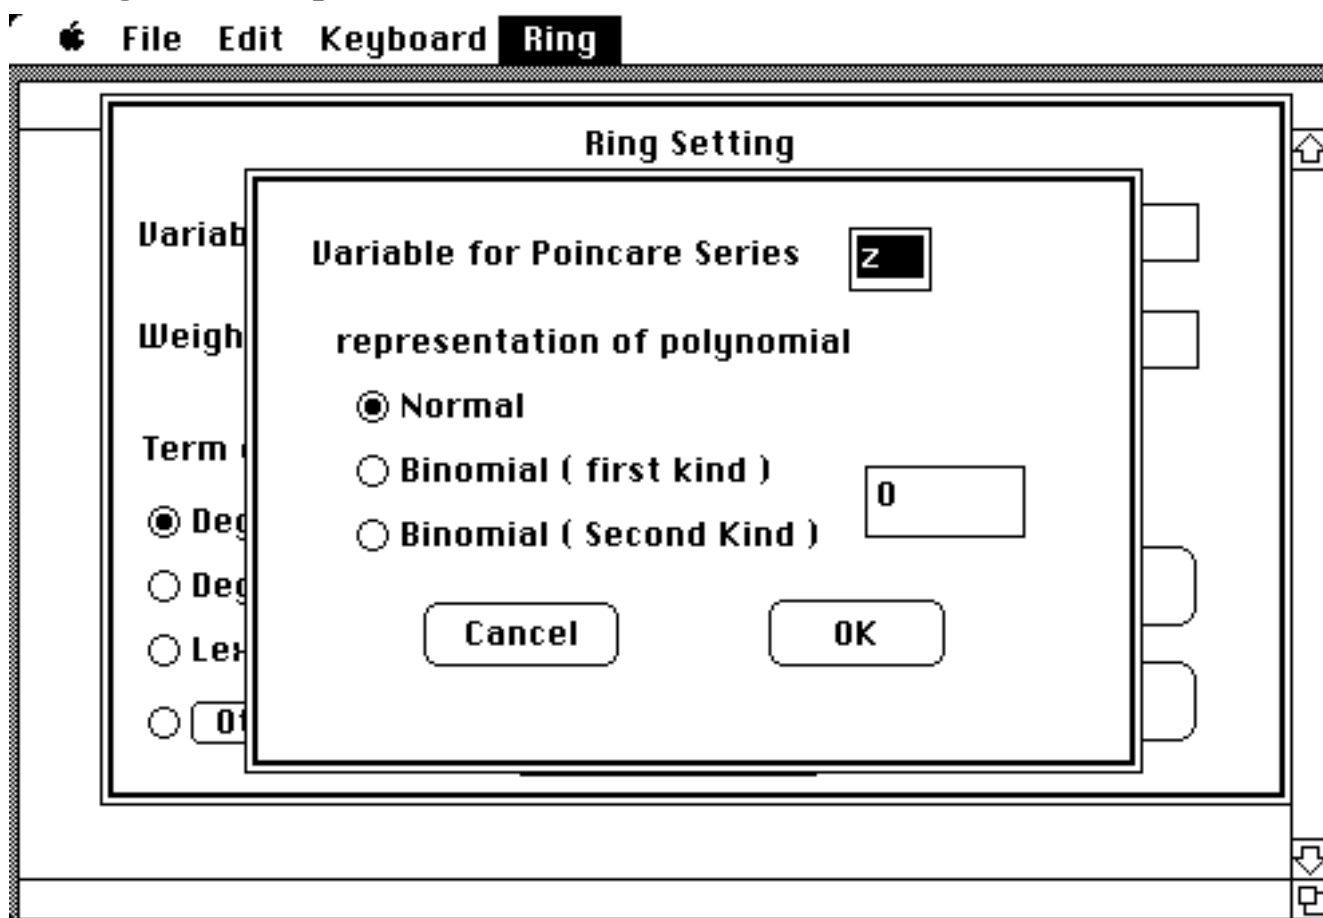 File Edit Keyboard Ring
Ring Setting
Variable for Poincare Series z
representation of polynomial
Normal
Binomial ( first kind )
0
Binomial ( Second Kind )
Cancel OK
Variab
Weigh
Term
Deg
Deg
Lex